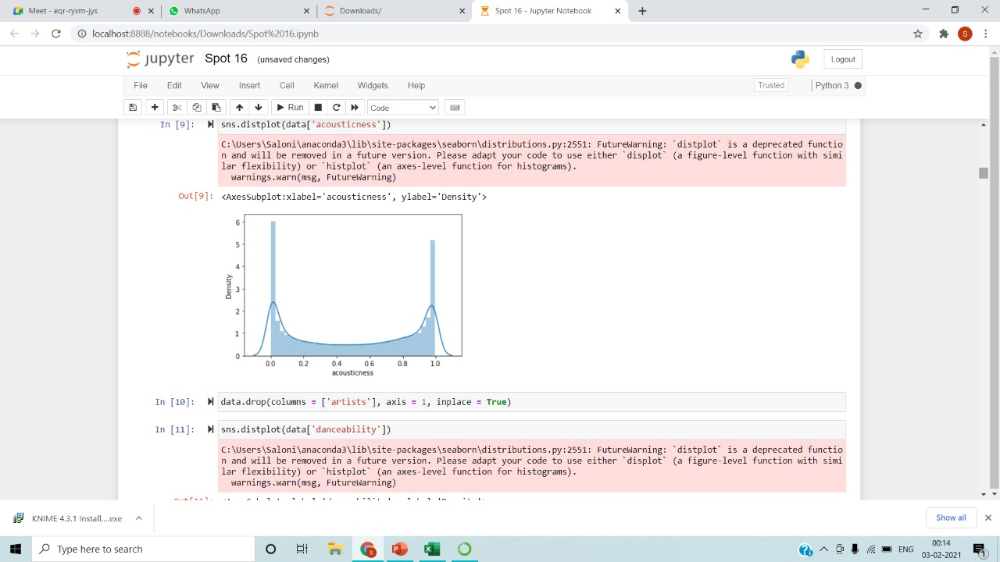 Meet - eqr-ryvm-jys
WhatsApp
Downloads/
Spot 16 - Jupyter Notebook
localhost:8888/notebooks/Downloads/Spot%2016.ipynb
S
jupyter Spot 16 (unsaved changes)
Logout
File Edit View Insert Cell Kernel Widgets Help
Trusted
Python 3
Run
Code
In [9]: sns.distplot(data['acousticness'])
C:\Users\Saloni\anaconda3\lib\site-packages\seaborn\distributions.py:2551: FutureWarning: `distplot` is a deprecated functio
n and will be removed in a future version. Please adapt your code to use either `displot` (a figure-level function with simi
lar flexibility) or `histplot` (an axes-level function for histograms).
warnings.warn(msg, FutureWarning)
Out[9]: <AxesSubplot:xlabel='acousticness', ylabel='Density'>
6
5
4
3
2
1
0
Density
0.0 0.2 0.4 0.6 0.8 1.0
acousticness
In [10]: data.drop(columns = ['artists'], axis = 1, inplace = True)
In [11]: sns.distplot(data['danceability'])
C:\Users\Saloni\anaconda3\lib\site-packages\seaborn\distributions.py:2551: FutureWarning: `distplot` is a deprecated functio
n and will be removed in a future version. Please adapt your code to use either `displot` (a figure-level function with simi
lar flexibility) or `histplot` (an axes-level function for histograms).
warnings.warn(msg, FutureWarning)
KNIME 4.3.1 Install....exe
Show all
Type here to search
ENG
00:14
03-02-2021
1